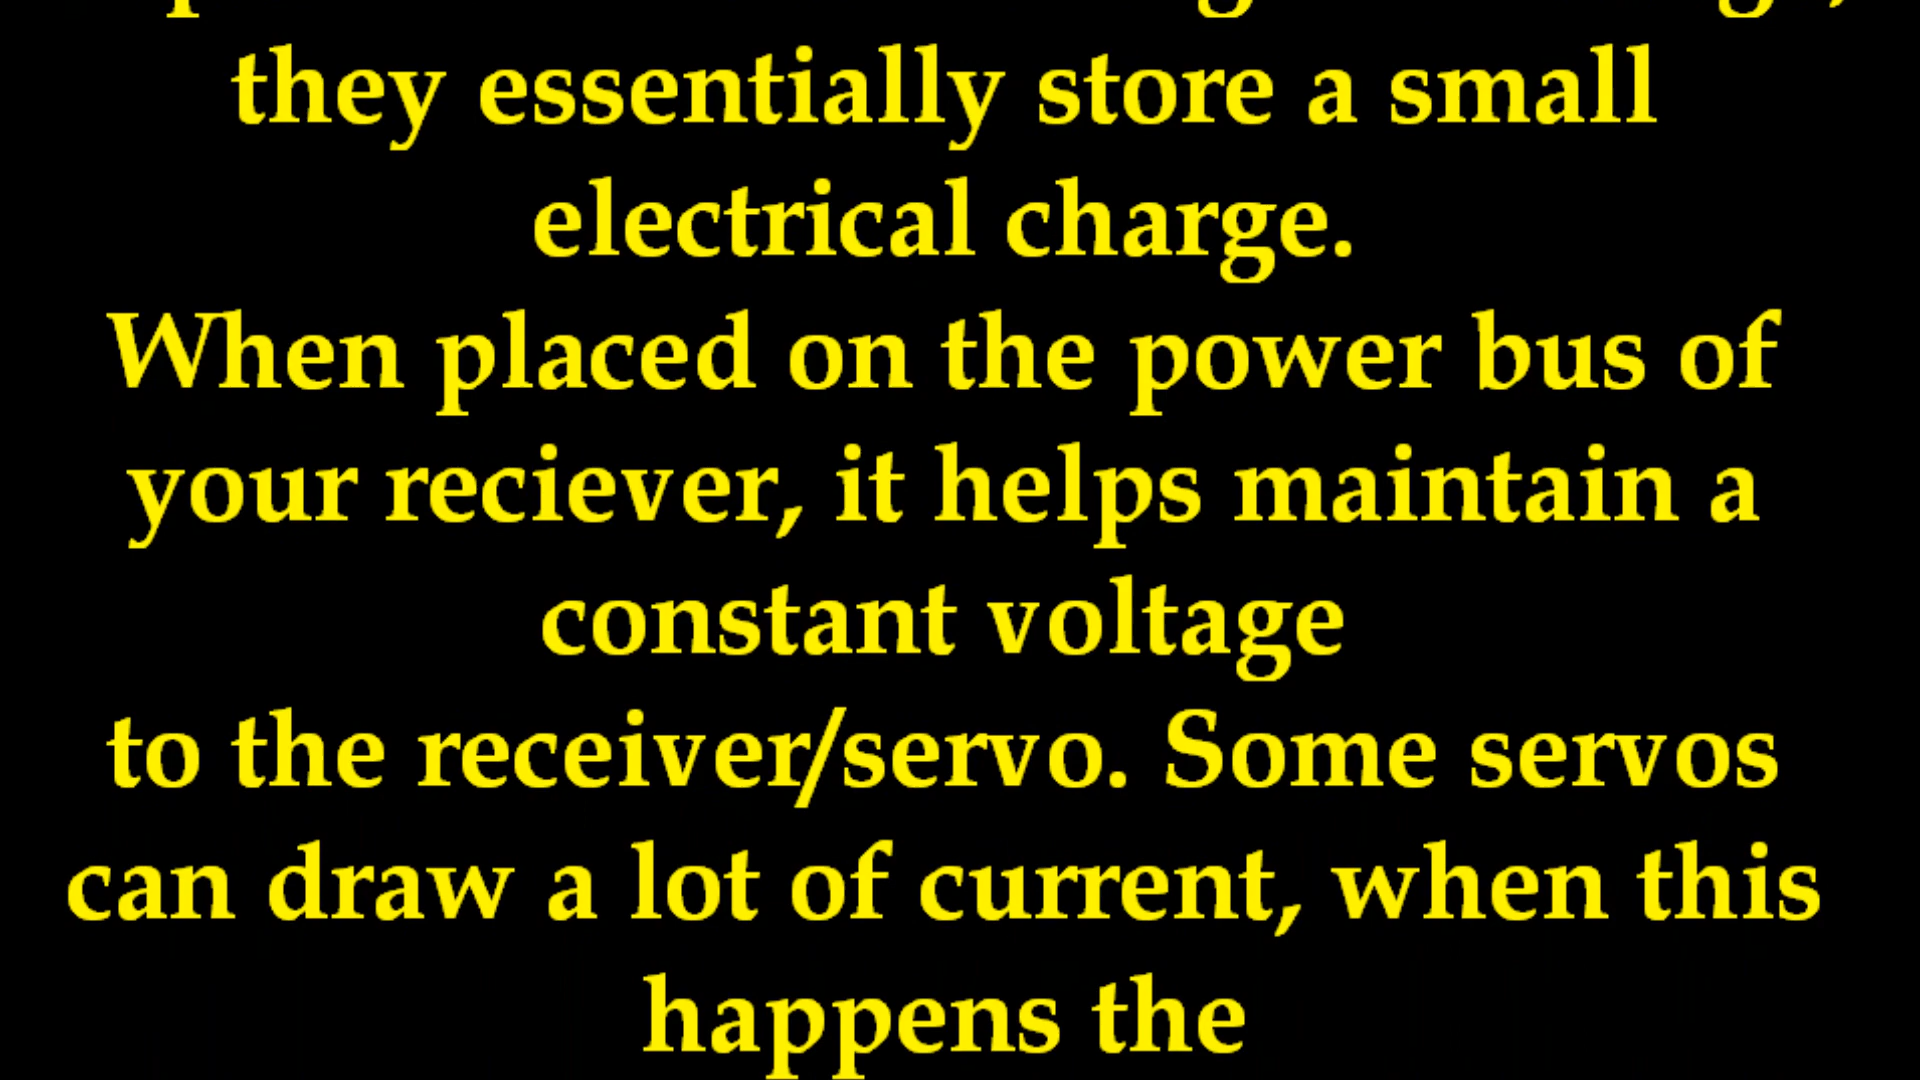 they essentially store a small
electrical charge.
When placed on the power bus of
your reciever, it helps maintain a
constant voltage
to the receiver/servo. Some servos
can draw a lot of current, when this
happens the